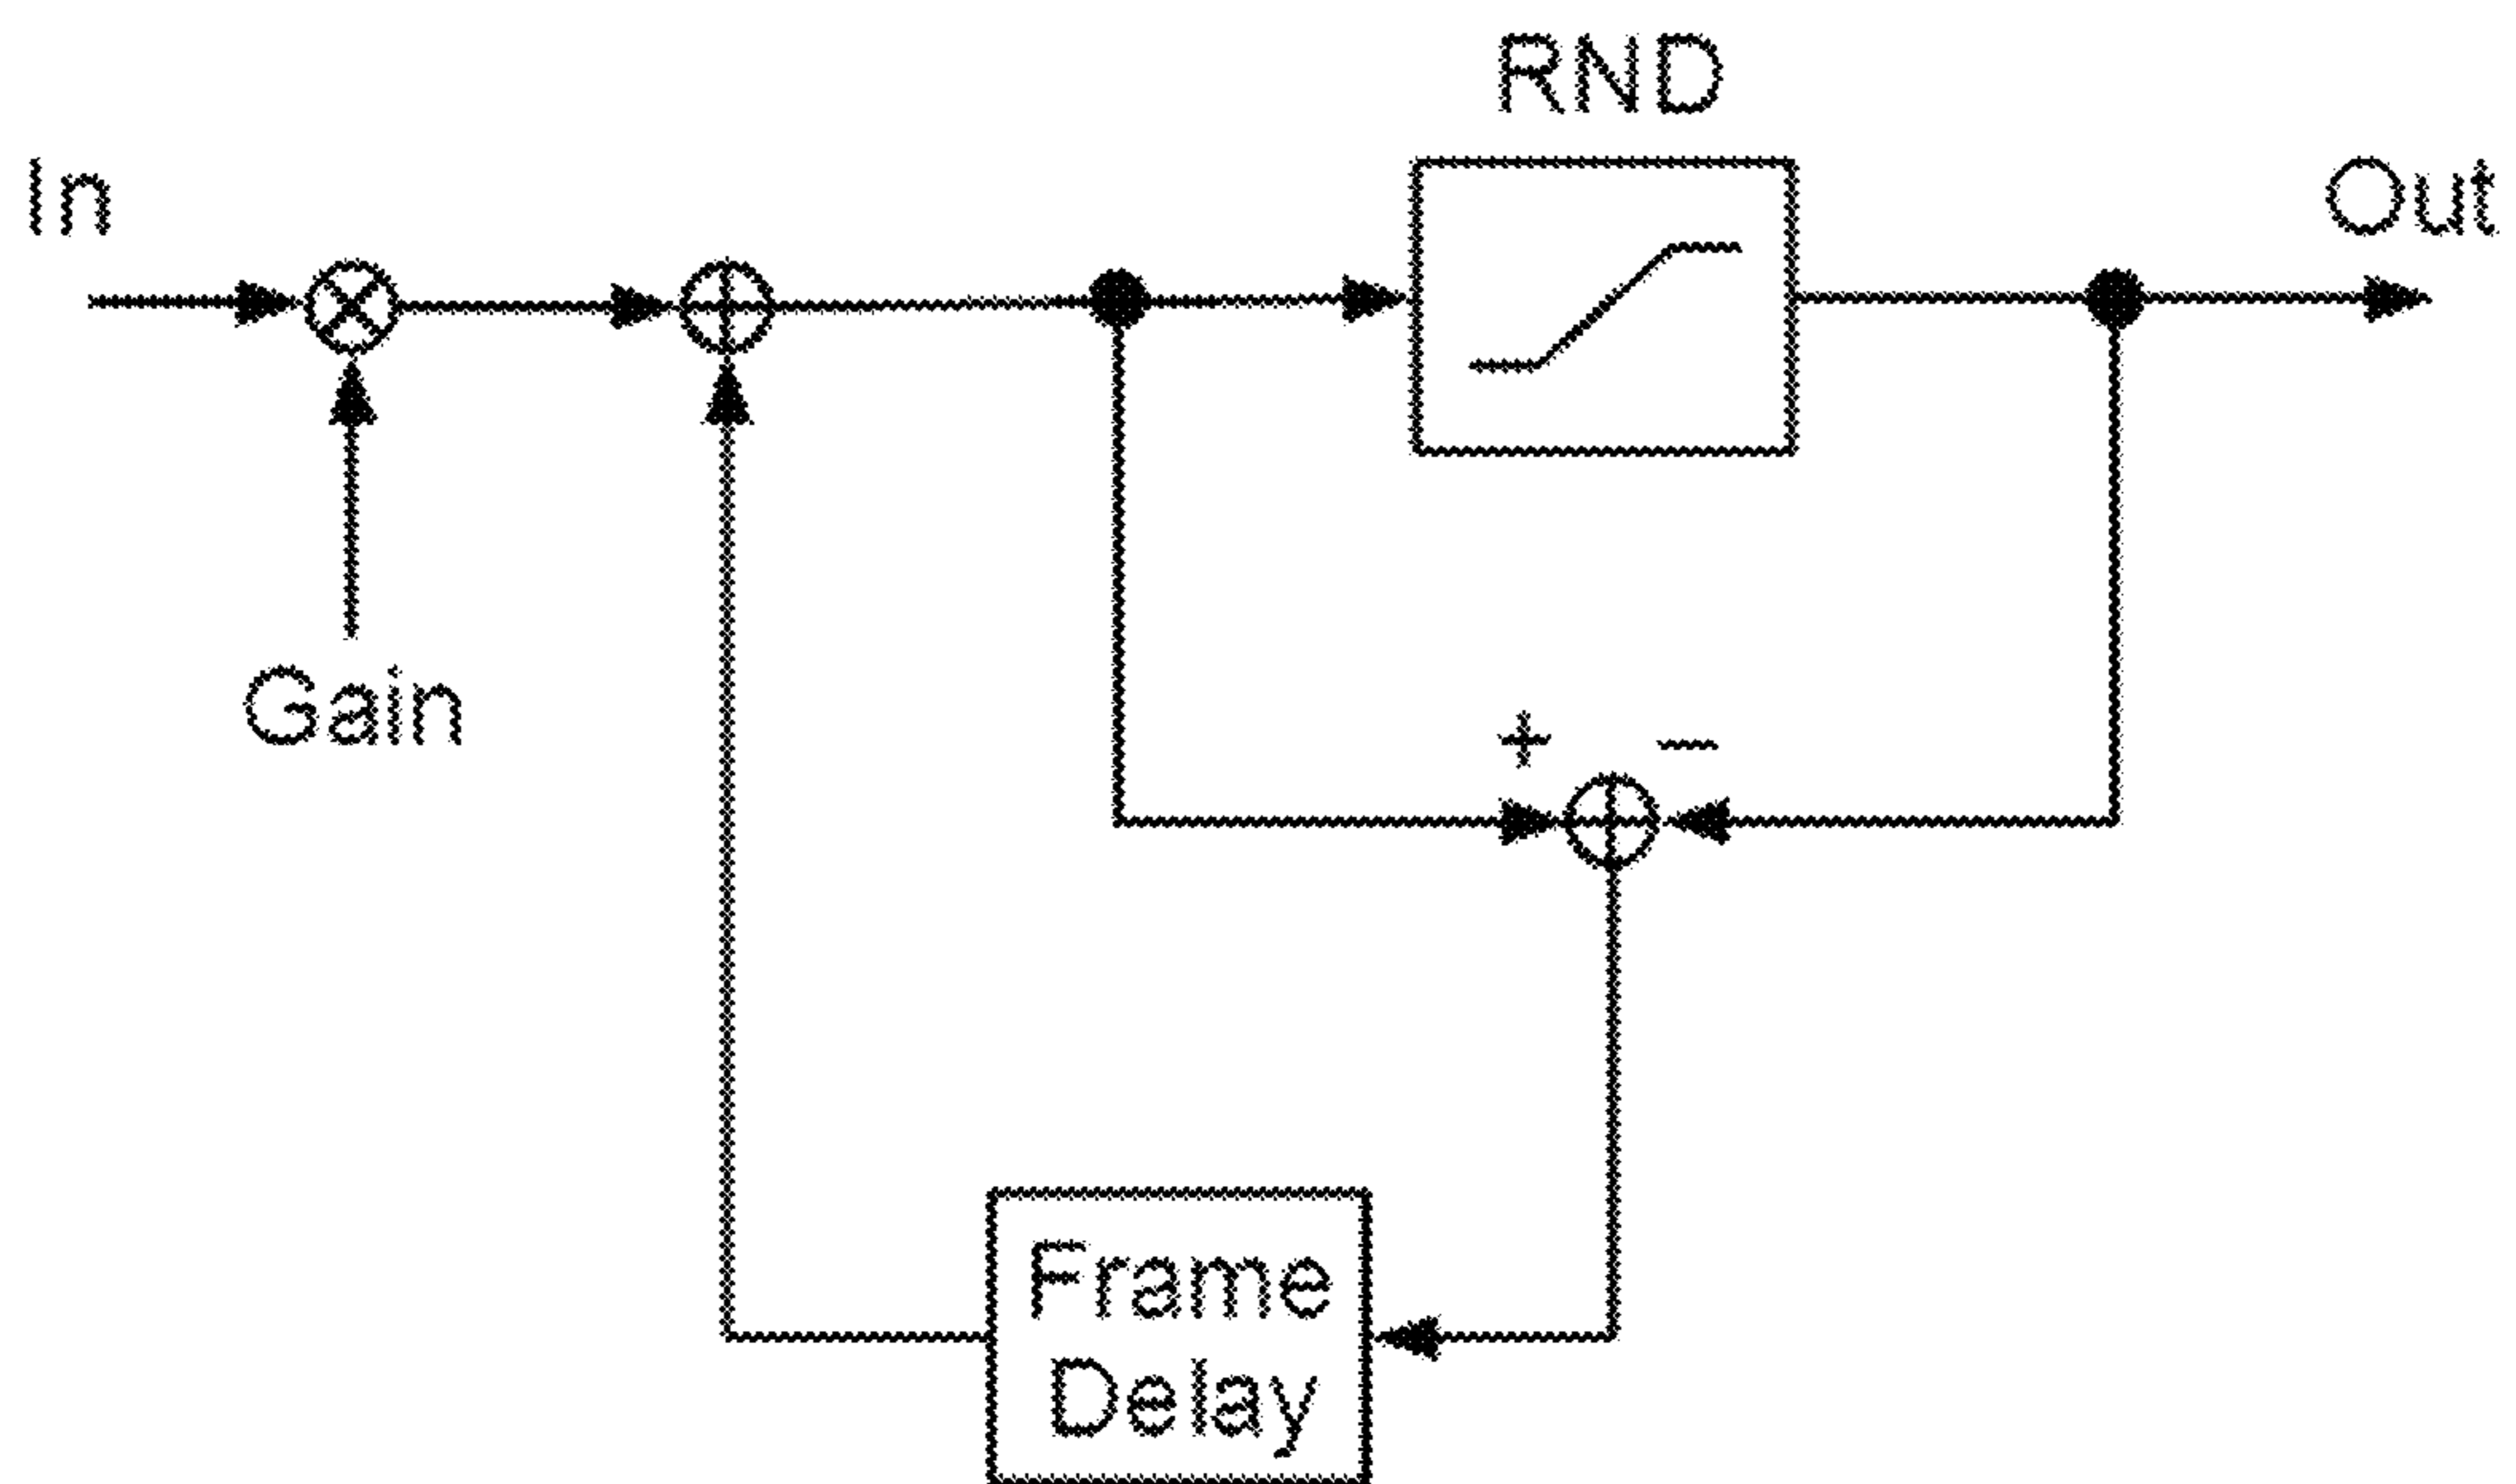 RND
In
Out
Gain
+ −
Frame
Delay